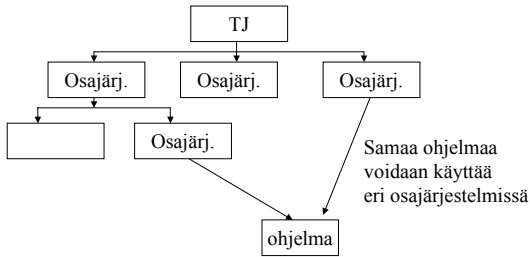 TJ
Osajärj.
Osajärj.
Osajärj.
Osajärj.
Samaa ohjelmaa
voidaan käyttää
eri osajärjestelmissä
ohjelma